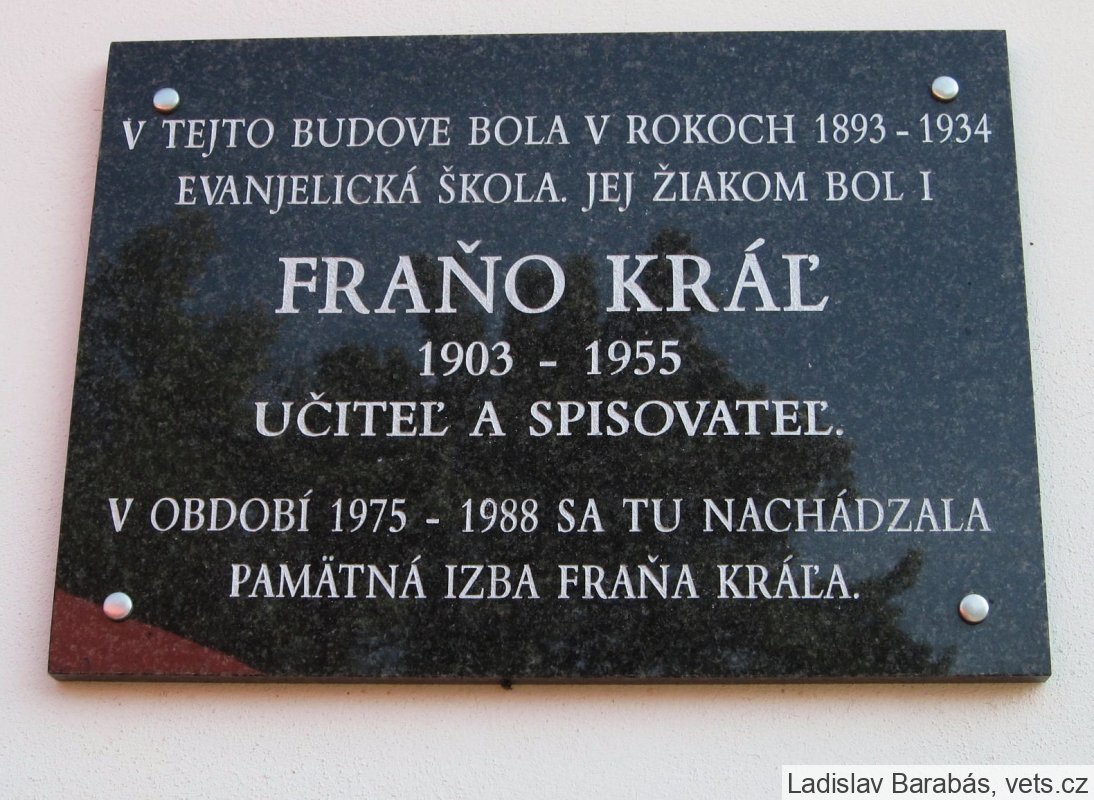 V TEJTO BUDOVE BOLA V ROKOCH 1893 - 1934
EVANJELICKÁ ŠKOLA. JEJ ŽIAKOM BOL I
FRAŇO KRÁĽ
1903 - 1955
UČITEĽ A SPISOVATEĽ.
V OBDOBÍ 1975 - 1988 SA TU NACHÁDZALA
PAMÄTNÁ IZBA FRAŇA KRÁĽA.
Ladislav Barabás, vets.cz